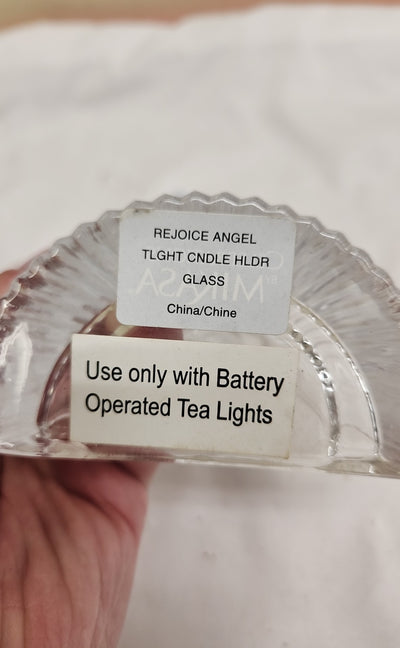 REJOICE ANGEL
TLGHT CNDLE HLDR
GLASS
China/Chine
Use only with Battery
Operated Tea Lights